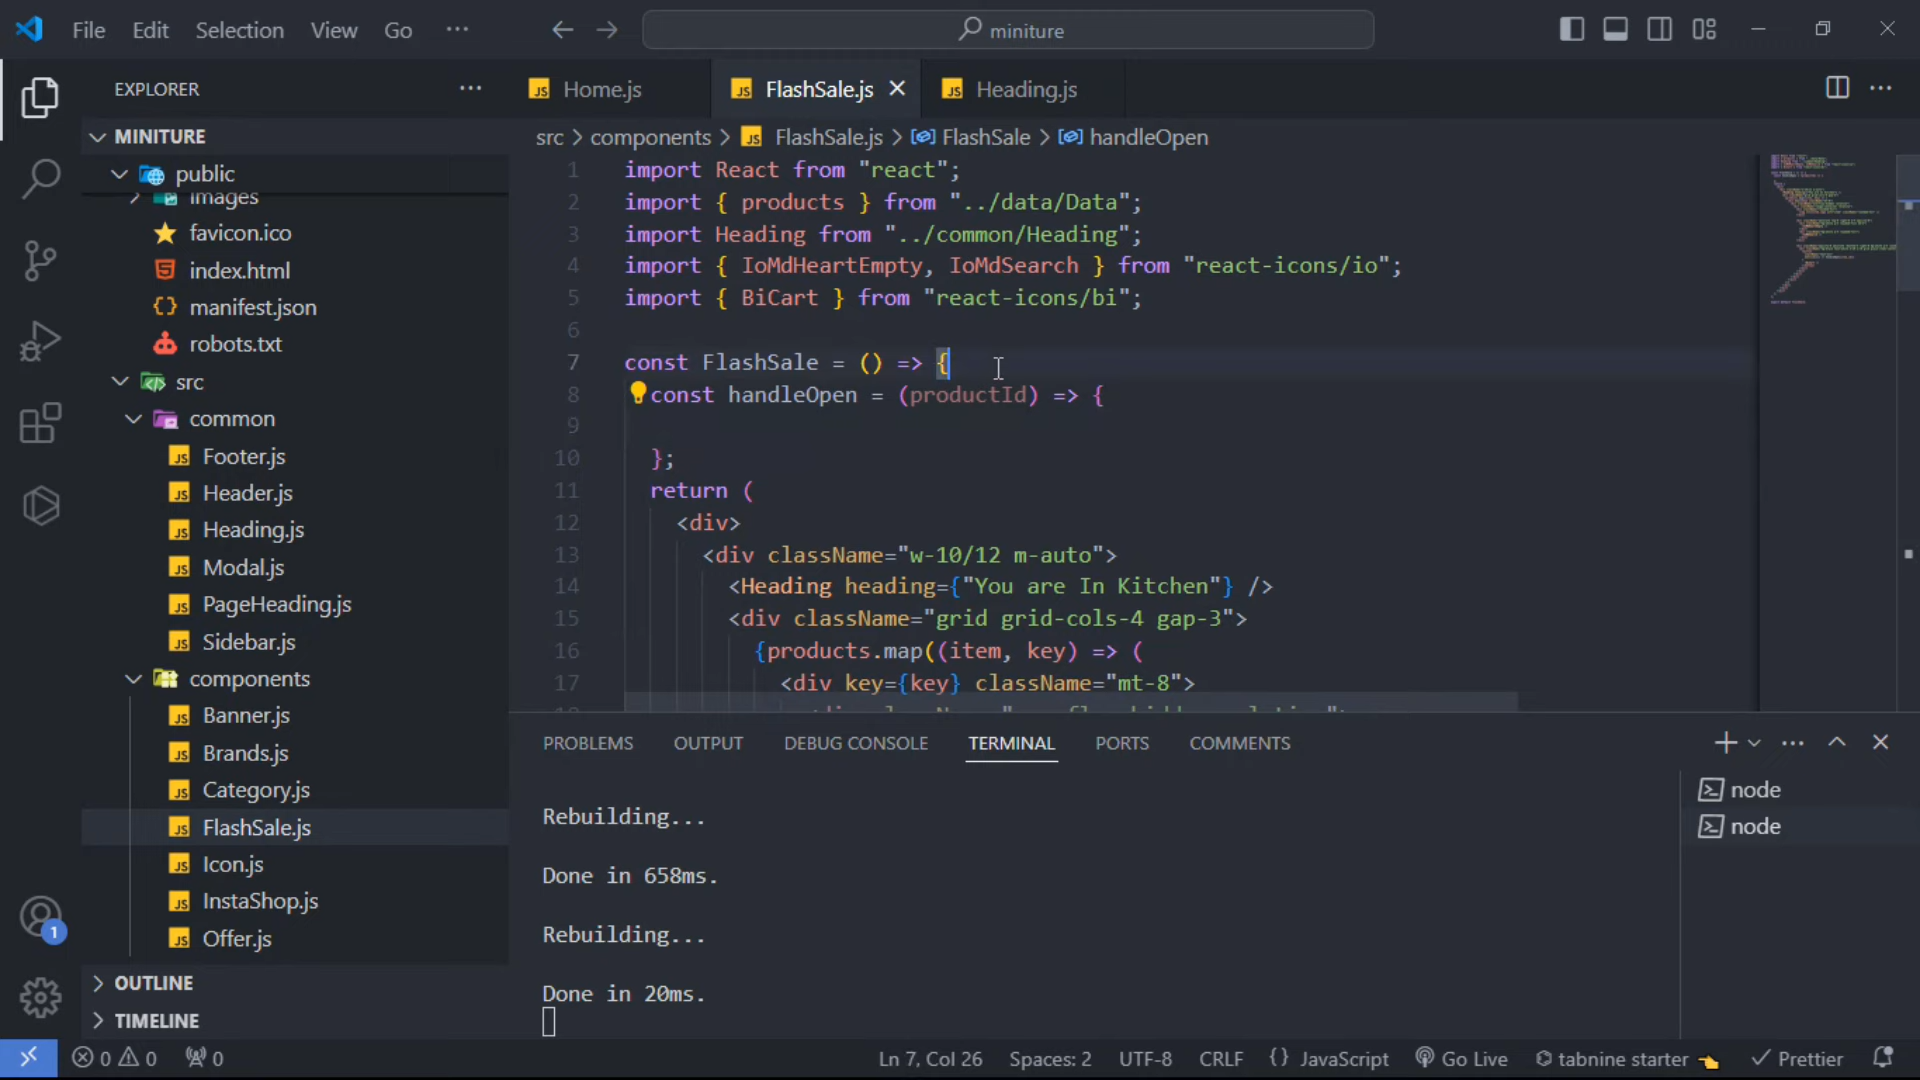 File Edit Selection View Go ···
miniture
EXPLORER ···
Home.js
FlashSale.js
Heading.js
MINITURE
src > components > FlashSale.js > FlashSale > handleOpen
public
images
favicon.ico
index.html
manifest.json
robots.txt
src
common
Footer.js
Header.js
Heading.js
Modal.js
PageHeading.js
Sidebar.js
components
Banner.js
Brands.js
Category.js
FlashSale.js
Icon.js
InstaShop.js
Offer.js
OUTLINE
TIMELINE
1 import React from "react";
2 import { products } from "../data/Data";
3 import Heading from "../common/Heading";
4 import { IoMdHeartEmpty, IoMdSearch } from "react-icons/io";
5 import { BiCart } from "react-icons/bi";
6
7 const FlashSale = () => {
8 const handleOpen = (productId) => {
9
10 };
11 return (
12 <div>
13 <div className="w-10/12 m-auto">
14 <Heading heading={"You are In Kitchen"} />
15 <div className="grid grid-cols-4 gap-3">
16 {products.map((item, key) => (
17 <div key={key} className="mt-8">
PROBLEMS OUTPUT DEBUG CONSOLE TERMINAL PORTS COMMENTS
Rebuilding...
Done in 658ms.
Rebuilding...
Done in 20ms.
node
node
1
0 0 0
Ln 7, Col 26 Spaces: 2 UTF-8 CRLF {} JavaScript Go Live tabnine starter Prettier